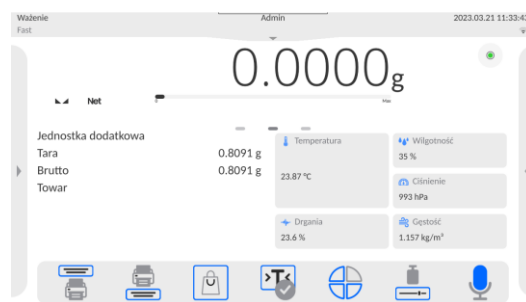 Ważenie Admin 2023.03.21 11:33:43
Fast
0.0000g
Net
Max
Jednostka dodatkowa
Tara 0.8091 g
Brutto 0.8091 g
Towar
Temperatura
23.87 °C
Wilgotność
35 %
Ciśnienie
993 hPa
Drgania
23.6 %
Gęstość
1.157 kg/m³
>T<